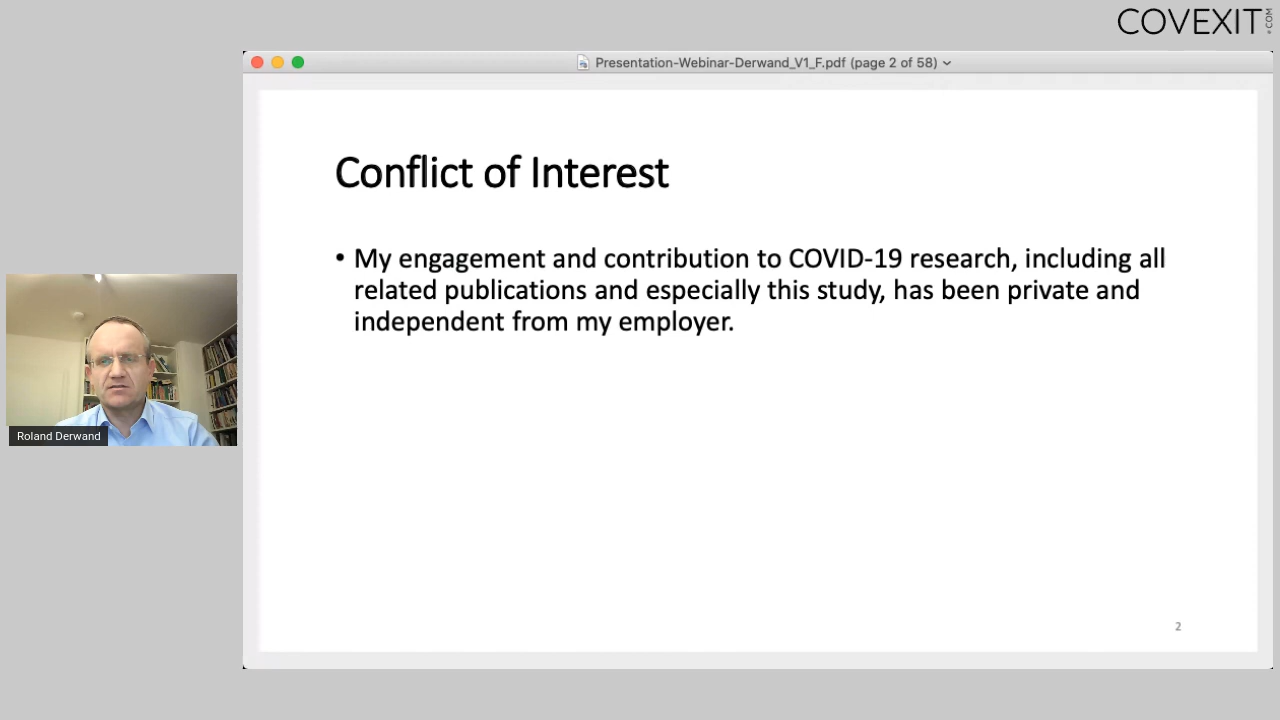 COVEXIT.COM
Presentation-Webinar-Derwand_V1_F.pdf (page 2 of 58)
Conflict of Interest
• My engagement and contribution to COVID-19 research, including all
related publications and especially this study, has been private and
independent from my employer.
Roland Derwand
2